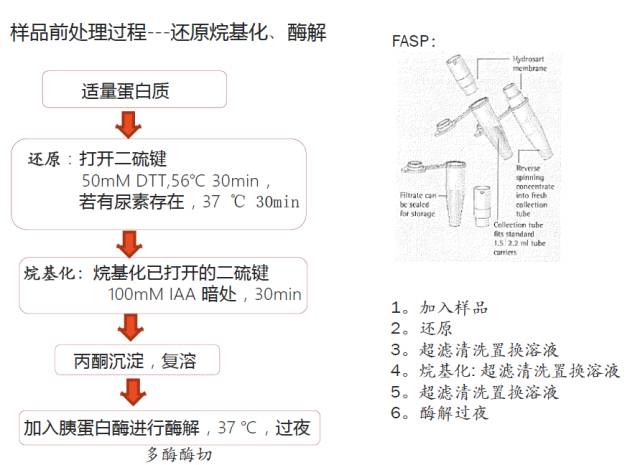 样品前处理过程---还原烷基化、酶解
适量蛋白质
还原：打开二硫键
50mM DTT,56℃ 30min，
若有尿素存在，37 ℃ 30min
烷基化：烷基化已打开的二硫键
100mM IAA 暗处，30min
丙酮沉淀，复溶
加入胰蛋白酶进行酶解，37 ℃，过夜
多酶酶切
FASP：
Hydrosart
membrane
Reverse
spinning
concentrate
into fresh
collection
tube
Filtrate can
be sealed
for storage
Collection tube
fits standard
1.5/2.2 ml tube
carriers
1。加入样品
2。还原
3。超滤清洗置换溶液
4。烷基化：超滤清洗置换溶液
5。超滤清洗置换溶液
6。酶解过夜